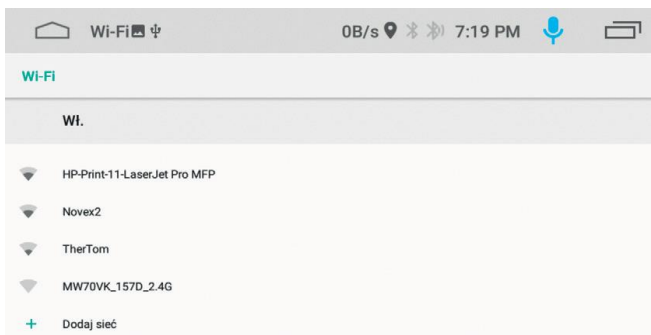 Wi-Fi 0B/s 7:19 PM
Wi-Fi
Wł.
HP-Print-11-LaserJet Pro MFP
Novex2
TherTom
MW70VK_157D_2.4G
Dodaj sieć